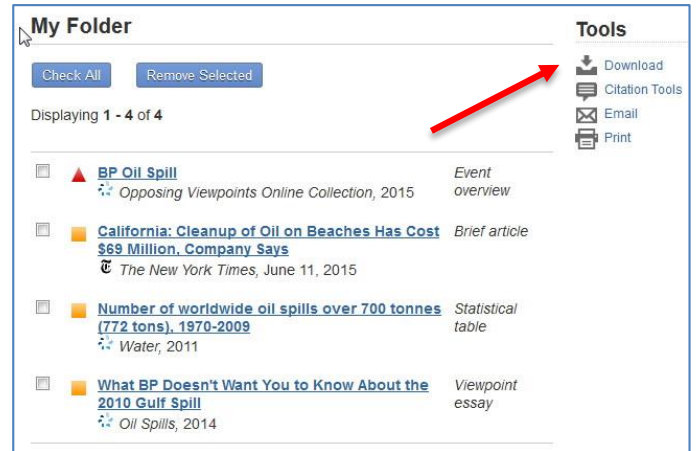 My Folder
Check All
Remove Selected
Displaying 1 - 4 of 4
BP Oil Spill
Opposing Viewpoints Online Collection, 2015
Event
overview
California: Cleanup of Oil on Beaches Has Cost
$69 Million, Company Says
The New York Times, June 11, 2015
Brief article
Number of worldwide oil spills over 700 tonnes
(772 tons), 1970-2009
Water, 2011
Statistical
table
What BP Doesn't Want You to Know About the
2010 Gulf Spill
Oil Spills, 2014
Viewpoint
essay
Tools
Download
Citation Tools
Email
Print